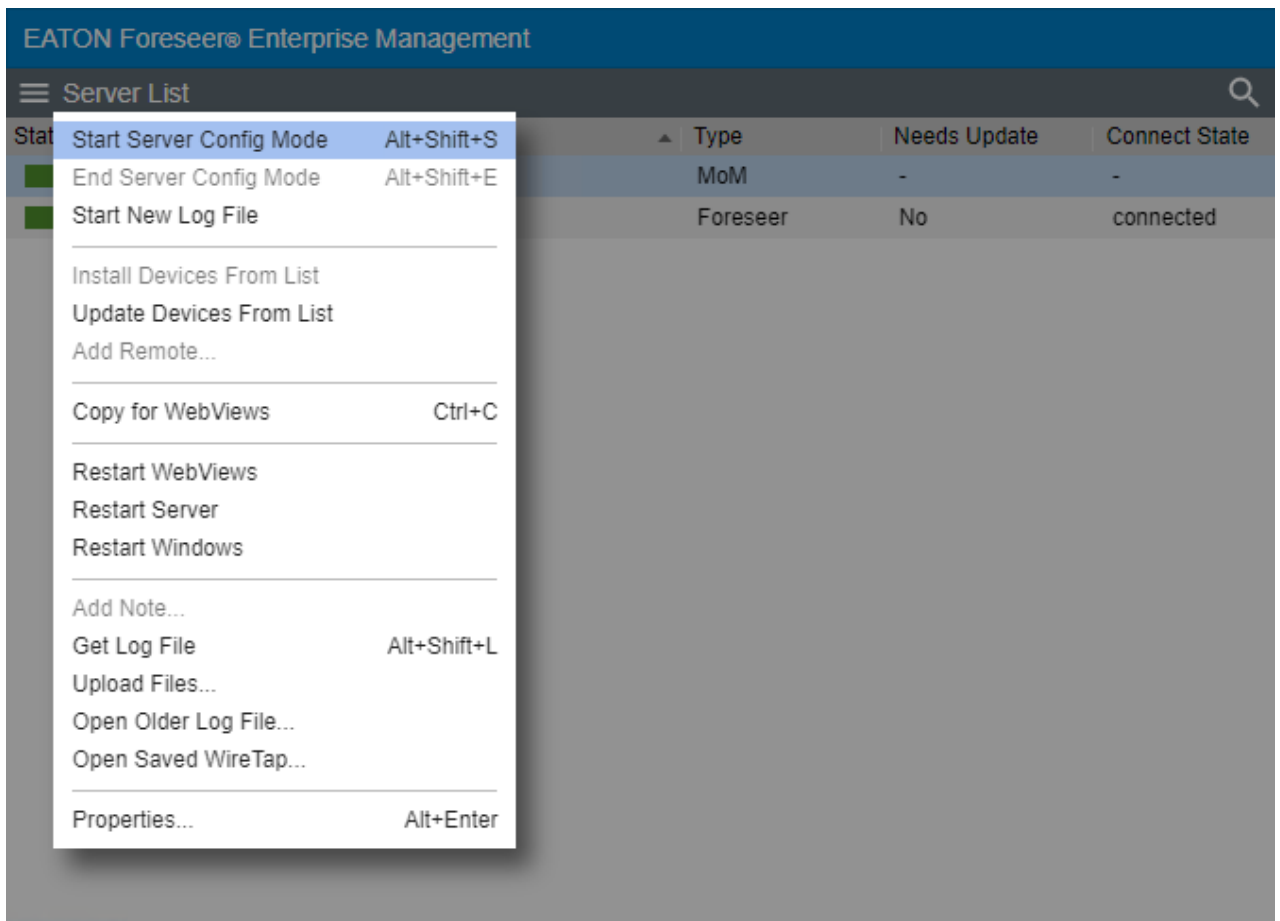 EATON Foreseer® Enterprise Management
Server List
Stat Type Needs Update Connect State
Start Server Config Mode Alt+Shift+S
End Server Config Mode Alt+Shift+E
MoM - -
Start New Log File
Foreseer No connected
Install Devices From List
Update Devices From List
Add Remote...
Copy for WebViews Ctrl+C
Restart WebViews
Restart Server
Restart Windows
Add Note...
Get Log File Alt+Shift+L
Upload Files...
Open Older Log File...
Open Saved WireTap...
Properties... Alt+Enter